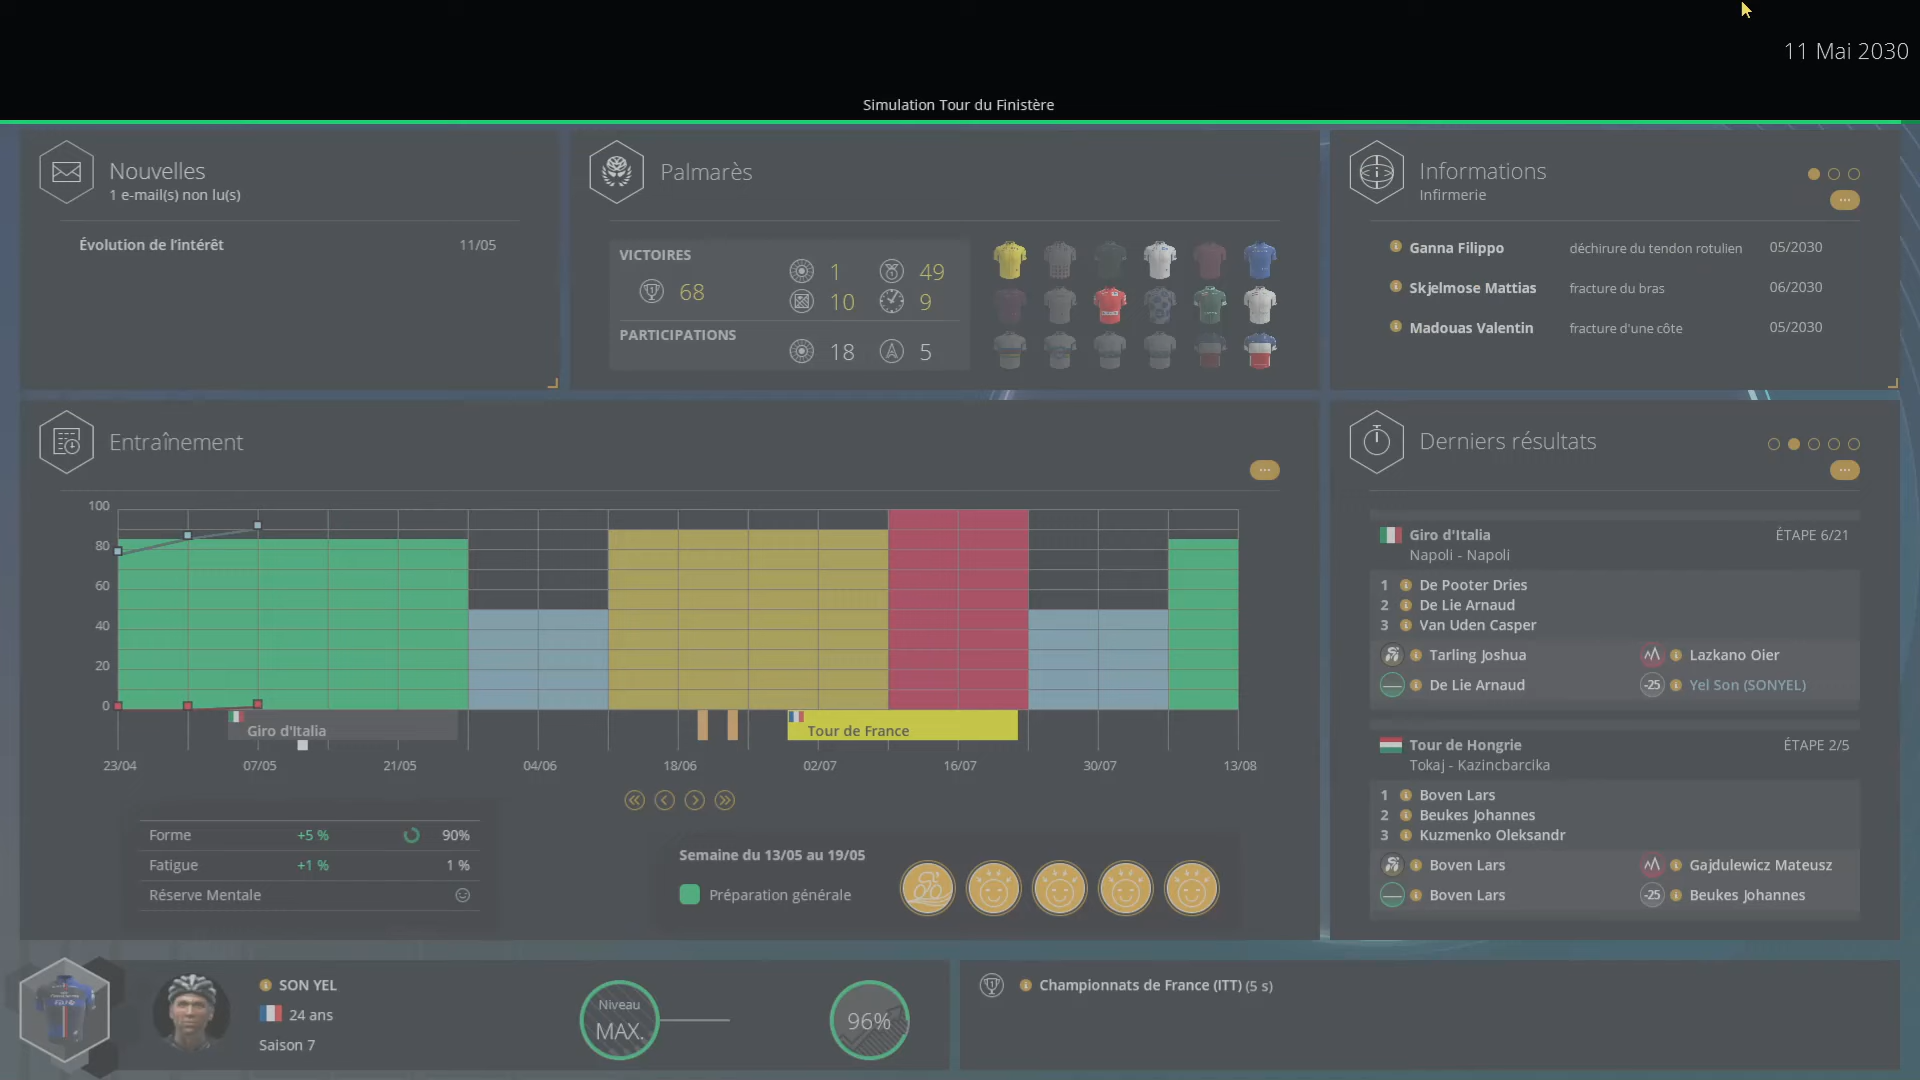 11 Mai 2030
Simulation Tour du Finistère
Nouvelles
1 e-mail(s) non lu(s)
Évolution de l'intérêt 11/05
Palmarès
VICTOIRES
68
1 49
10 9
PARTICIPATIONS
18 5
Informations
Infirmerie
Ganna Filippo déchirure du tendon rotulien 05/2030
Skjelmose Mattias fracture du bras 06/2030
Madouas Valentin fracture d'une côte 05/2030
Entraînement
100
80
60
40
20
0
Giro d'Italia
Tour de France
23/04 07/05 21/05 04/06 18/06 02/07 16/07 30/07 13/08
Forme +5 % 90%
Fatigue +1 % 1 %
Réserve Mentale
Semaine du 13/05 au 19/05
Préparation générale
Derniers résultats
Giro d'Italia ÉTAPE 6/21
Napoli - Napoli
1 De Pooter Dries
2 De Lie Arnaud
3 Van Uden Casper
Tarling Joshua Lazkano Oier
De Lie Arnaud -25 Yel Son (SONYEL)
Tour de Hongrie ÉTAPE 2/5
Tokaj - Kazincbarcika
1 Boven Lars
2 Beukes Johannes
3 Kuzmenko Oleksandr
Boven Lars Gajdulewicz Mateusz
Boven Lars -25 Beukes Johannes
SON YEL
24 ans
Saison 7
Niveau
MAX.
96%
Championnats de France (ITT) (5 s)